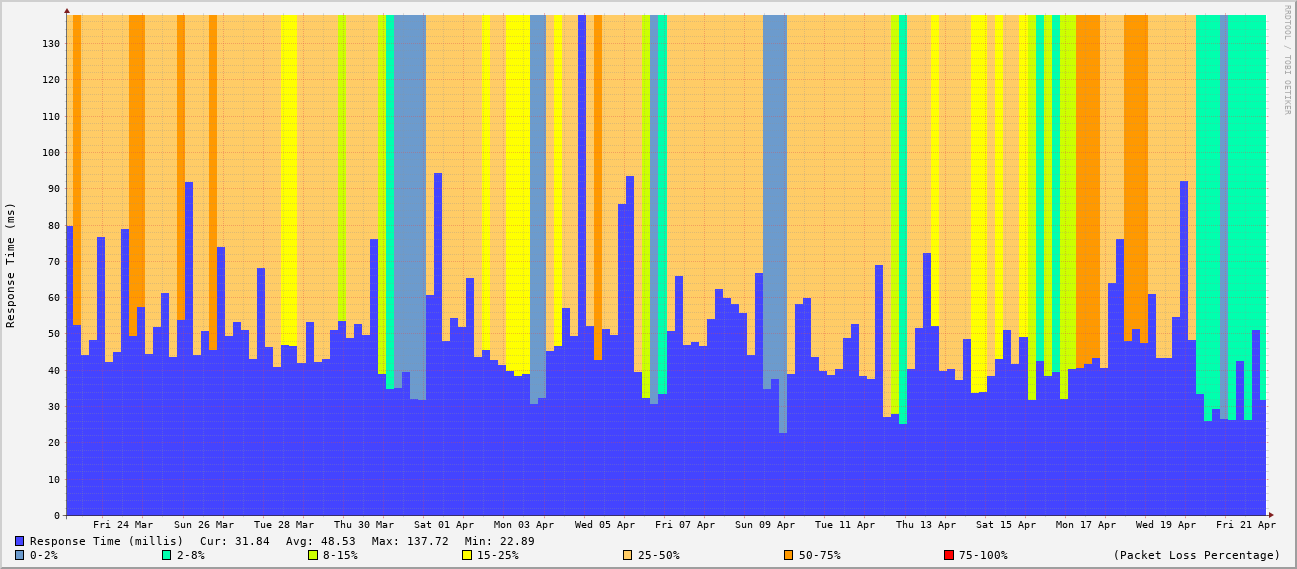 RRDTOOL / TOBI OETIKER
Response Time (ms)
130
120
110
100
90
80
70
60
50
40
30
20
10
0
Fri 24 Mar Sun 26 Mar Tue 28 Mar Thu 30 Mar Sat 01 Apr Mon 03 Apr Wed 05 Apr Fri 07 Apr Sun 09 Apr Tue 11 Apr Thu 13 Apr Sat 15 Apr Mon 17 Apr Wed 19 Apr Fri 21 Apr
Response Time (millis) Cur: 31.84 Avg: 48.53 Max: 137.72 Min: 22.89
0-2% 2-8% 8-15% 15-25% 25-50% 50-75% 75-100% (Packet Loss Percentage)